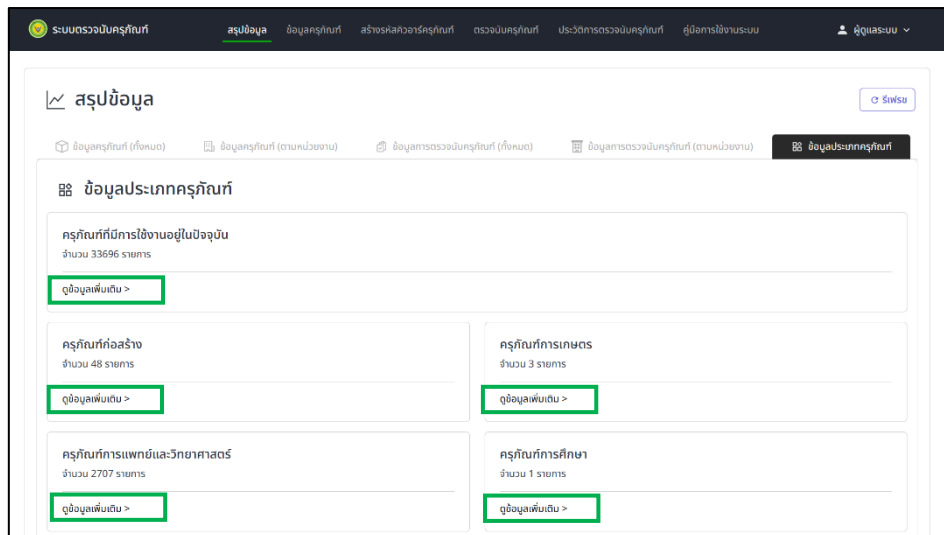 ระบบตรวจนับครุภัณฑ์ สรุปข้อมูล ข้อมูลครุภัณฑ์ สร้างรหัสคิวอาร์ครุภัณฑ์ ตรวจนับครุภัณฑ์ ประวัติการตรวจนับครุภัณฑ์ คู่มือการใช้งานระบบ ผู้ดูแลระบบ
สรุปข้อมูล
รีเฟรช
ข้อมูลครุภัณฑ์ (ทั้งหมด) ข้อมูลครุภัณฑ์ (ตามหน่วยงาน) ข้อมูลการตรวจนับครุภัณฑ์ (ทั้งหมด) ข้อมูลการตรวจนับครุภัณฑ์ (ตามหน่วยงาน) ข้อมูลประเภทครุภัณฑ์
ข้อมูลประเภทครุภัณฑ์
ครุภัณฑ์ที่มีการใช้งานอยู่ในปัจจุบัน
จำนวน 33696 รายการ
ดูข้อมูลเพิ่มเติม >
ครุภัณฑ์ก่อสร้าง
จำนวน 48 รายการ
ดูข้อมูลเพิ่มเติม >
ครุภัณฑ์การเกษตร
จำนวน 3 รายการ
ดูข้อมูลเพิ่มเติม >
ครุภัณฑ์การแพทย์และวิทยาศาสตร์
จำนวน 2707 รายการ
ดูข้อมูลเพิ่มเติม >
ครุภัณฑ์การศึกษา
จำนวน 1 รายการ
ดูข้อมูลเพิ่มเติม >